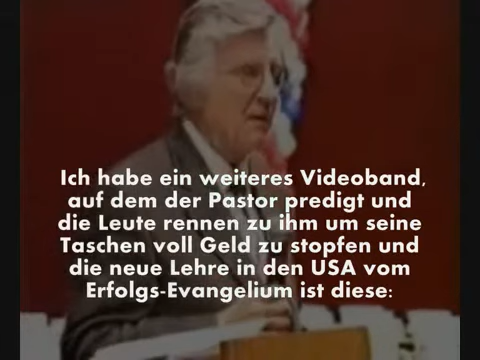 Ich habe ein weiteres Videoband,
auf dem der Pastor predigt und
die Leute rennen zu ihm um seine
Taschen voll Geld zu stopfen und
die neue Lehre in den USA vom
Erfolgs-Evangelium ist diese: